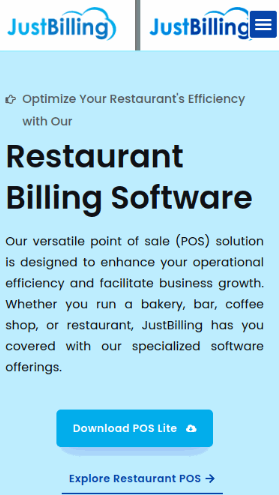 JustBilling JustBilling
Optimize Your Restaurant's Efficiency
with Our
Restaurant
Billing Software
Our versatile point of sale (POS) solution
is designed to enhance your operational
efficiency and facilitate business growth.
Whether you run a bakery, bar, coffee
shop, or restaurant, JustBilling has you
covered with our specialized software
offerings.
Download POS Lite
Explore Restaurant POS